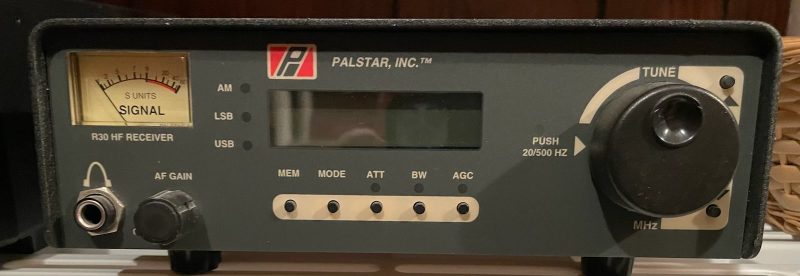 P
PALSTAR, INC.™
S UNITS
SIGNAL
R30 HF RECEIVER
AM
LSB
USB
TUNE
PUSH
20/500 HZ
MHz
MEM MODE ATT BW AGC
AF GAIN